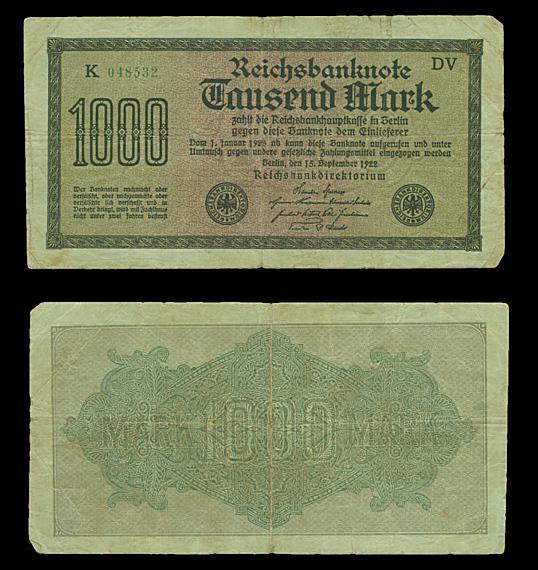 K 048532
Reichsbanknote
DV
1000
Tausend Mark
zahlt die Reichsbankhauptkasse in Berlin
gegen diese Banknote dem Einlieferer
Vom 1. Januar 1923 ab kann diese Banknote aufgerufen und unter
Umtausch gegen andere gesetzliche Zahlungsmittel eingezogen werden
Berlin, den 15. September 1922
Reichsbankdirektorium
Wer Banknoten nachmacht oder
verfälscht, oder nachgemachte oder
verfälschte sich verschafft und in
Verkehr bringt, wird mit Zuchthaus
nicht unter zwei Jahren bestraft
MARK 1000 MARK